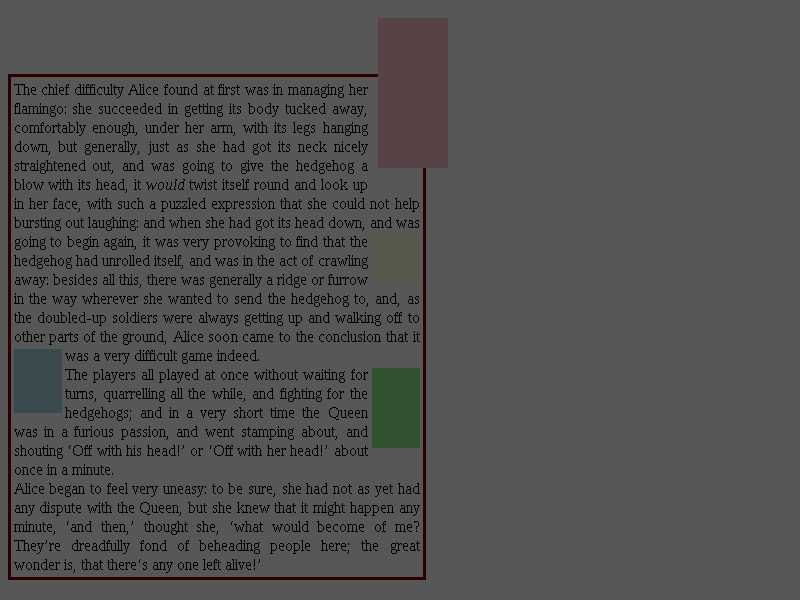 The chief difficulty Alice found at first was in managing her
flamingo: she succeeded in getting its body tucked away,
comfortably enough, under her arm, with its legs hanging
down, but generally, just as she had got its neck nicely
straightened out, and was going to give the hedgehog a
blow with its head, it would twist itself round and look up
in her face, with such a puzzled expression that she could not help
bursting out laughing: and when she had got its head down, and was
going to begin again, it was very provoking to find that the
hedgehog had unrolled itself, and was in the act of crawling
away: besides all this, there was generally a ridge or furrow
in the way wherever she wanted to send the hedgehog to, and, as
the doubled-up soldiers were always getting up and walking off to
other parts of the ground, Alice soon came to the conclusion that it
was a very difficult game indeed.
The players all played at once without waiting for
turns, quarrelling all the while, and fighting for the
hedgehogs; and in a very short time the Queen
was in a furious passion, and went stamping about, and
shouting ‘Off with his head!’ or ‘Off with her head!’ about
once in a minute.
Alice began to feel very uneasy: to be sure, she had not as yet had
any dispute with the Queen, but she knew that it might happen any
minute, ‘and then,’ thought she, ‘what would become of me?
They’re dreadfully fond of beheading people here; the great
wonder is, that there‘s any one left alive!’